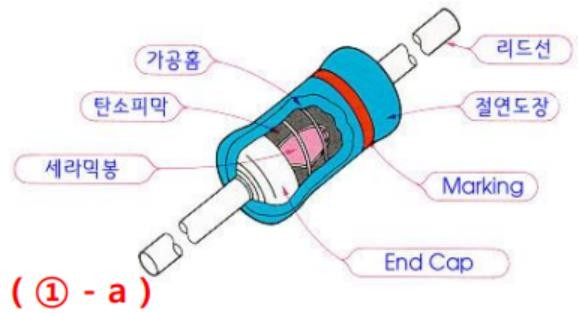 가공홈
리드선
탄소피막
절연도장
세라믹봉
Marking
End Cap
( ① - a )